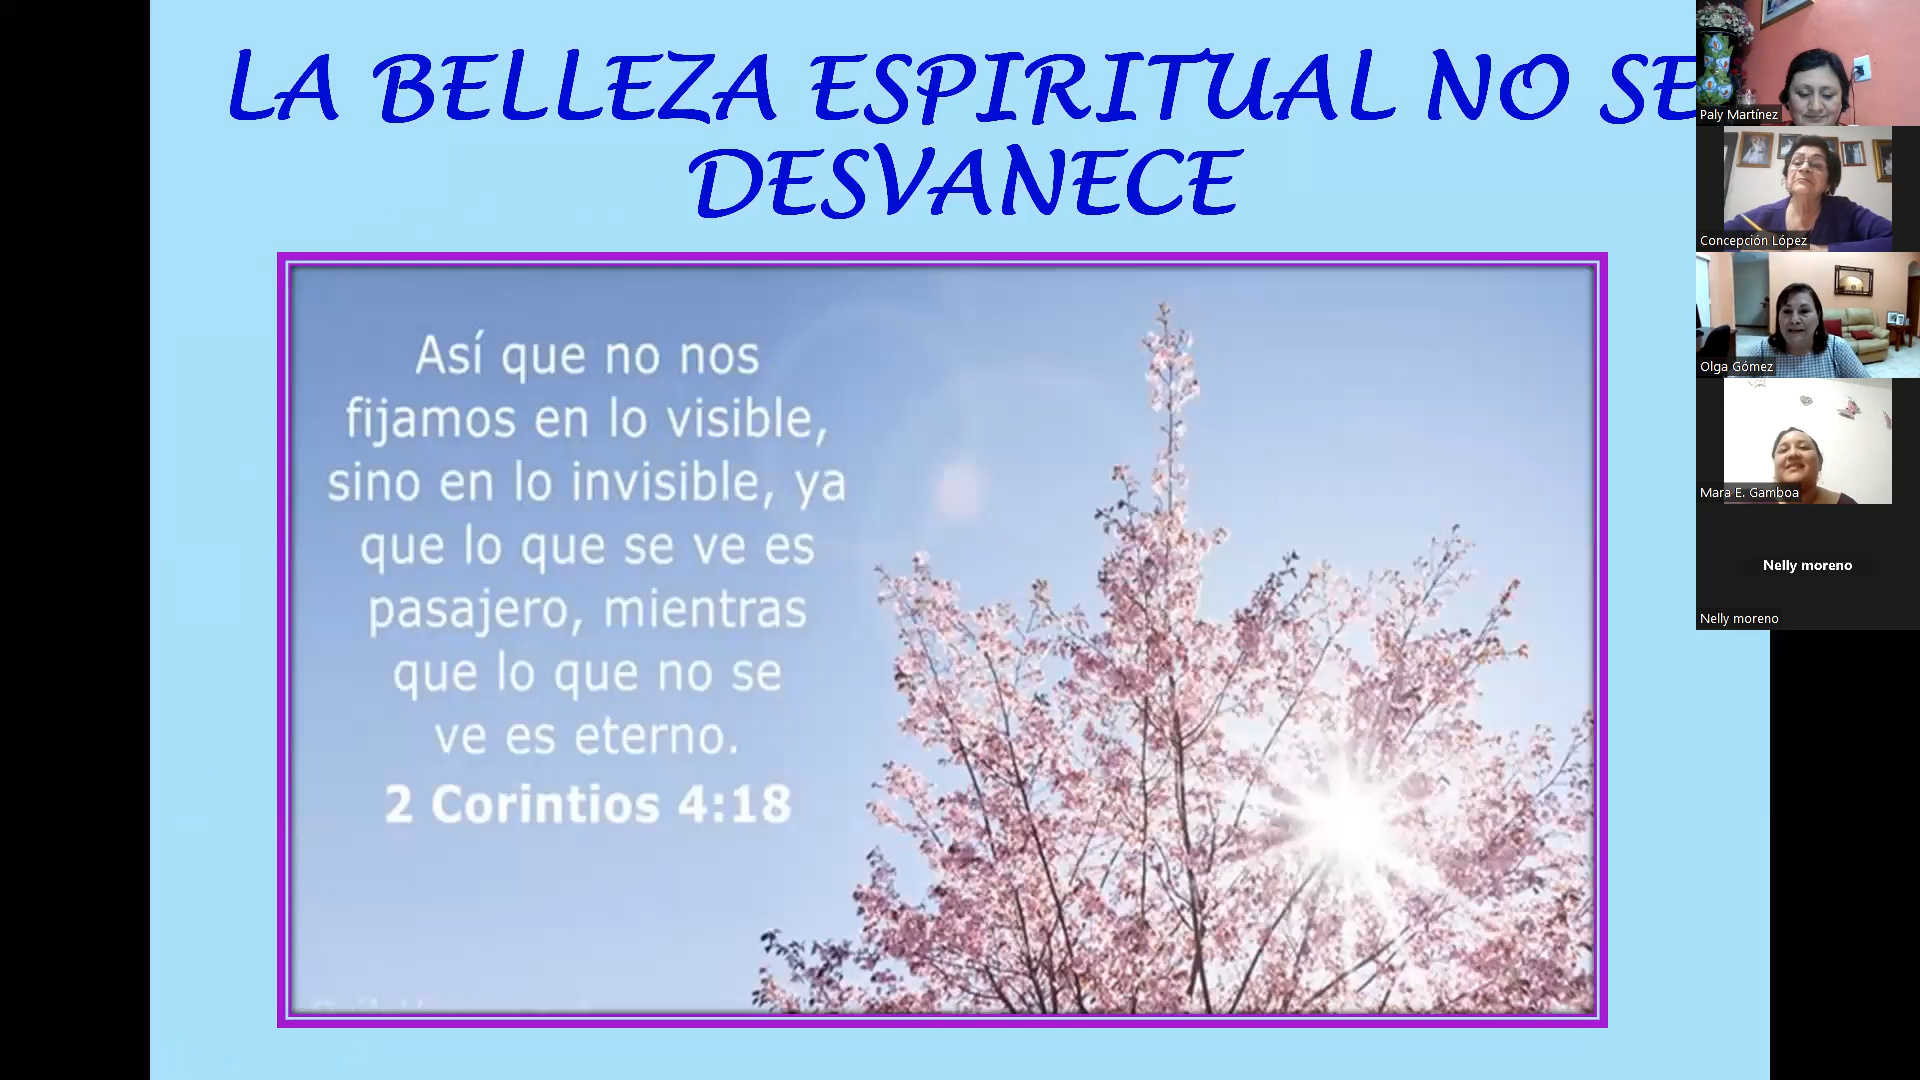 LA BELLEZA ESPIRITUAL NO SE
DESVANECE
Así que no nos
fijamos en lo visible,
sino en lo invisible, ya
que lo que se ve es
pasajero, mientras
que lo que no se
ve es eterno.
2 Corintios 4:18
Paly Martínez
Concepción López
Olga Gómez
Mara E. Gamboa
Nelly moreno
Nelly moreno